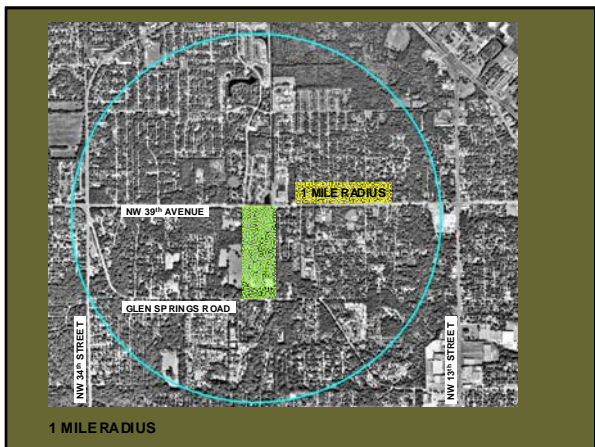 1 MILE RADIUS
NW 39th AVENUE
GLEN SPRINGS ROAD
NW 34th STREET
NW 13th STREET
1 MILE RADIUS